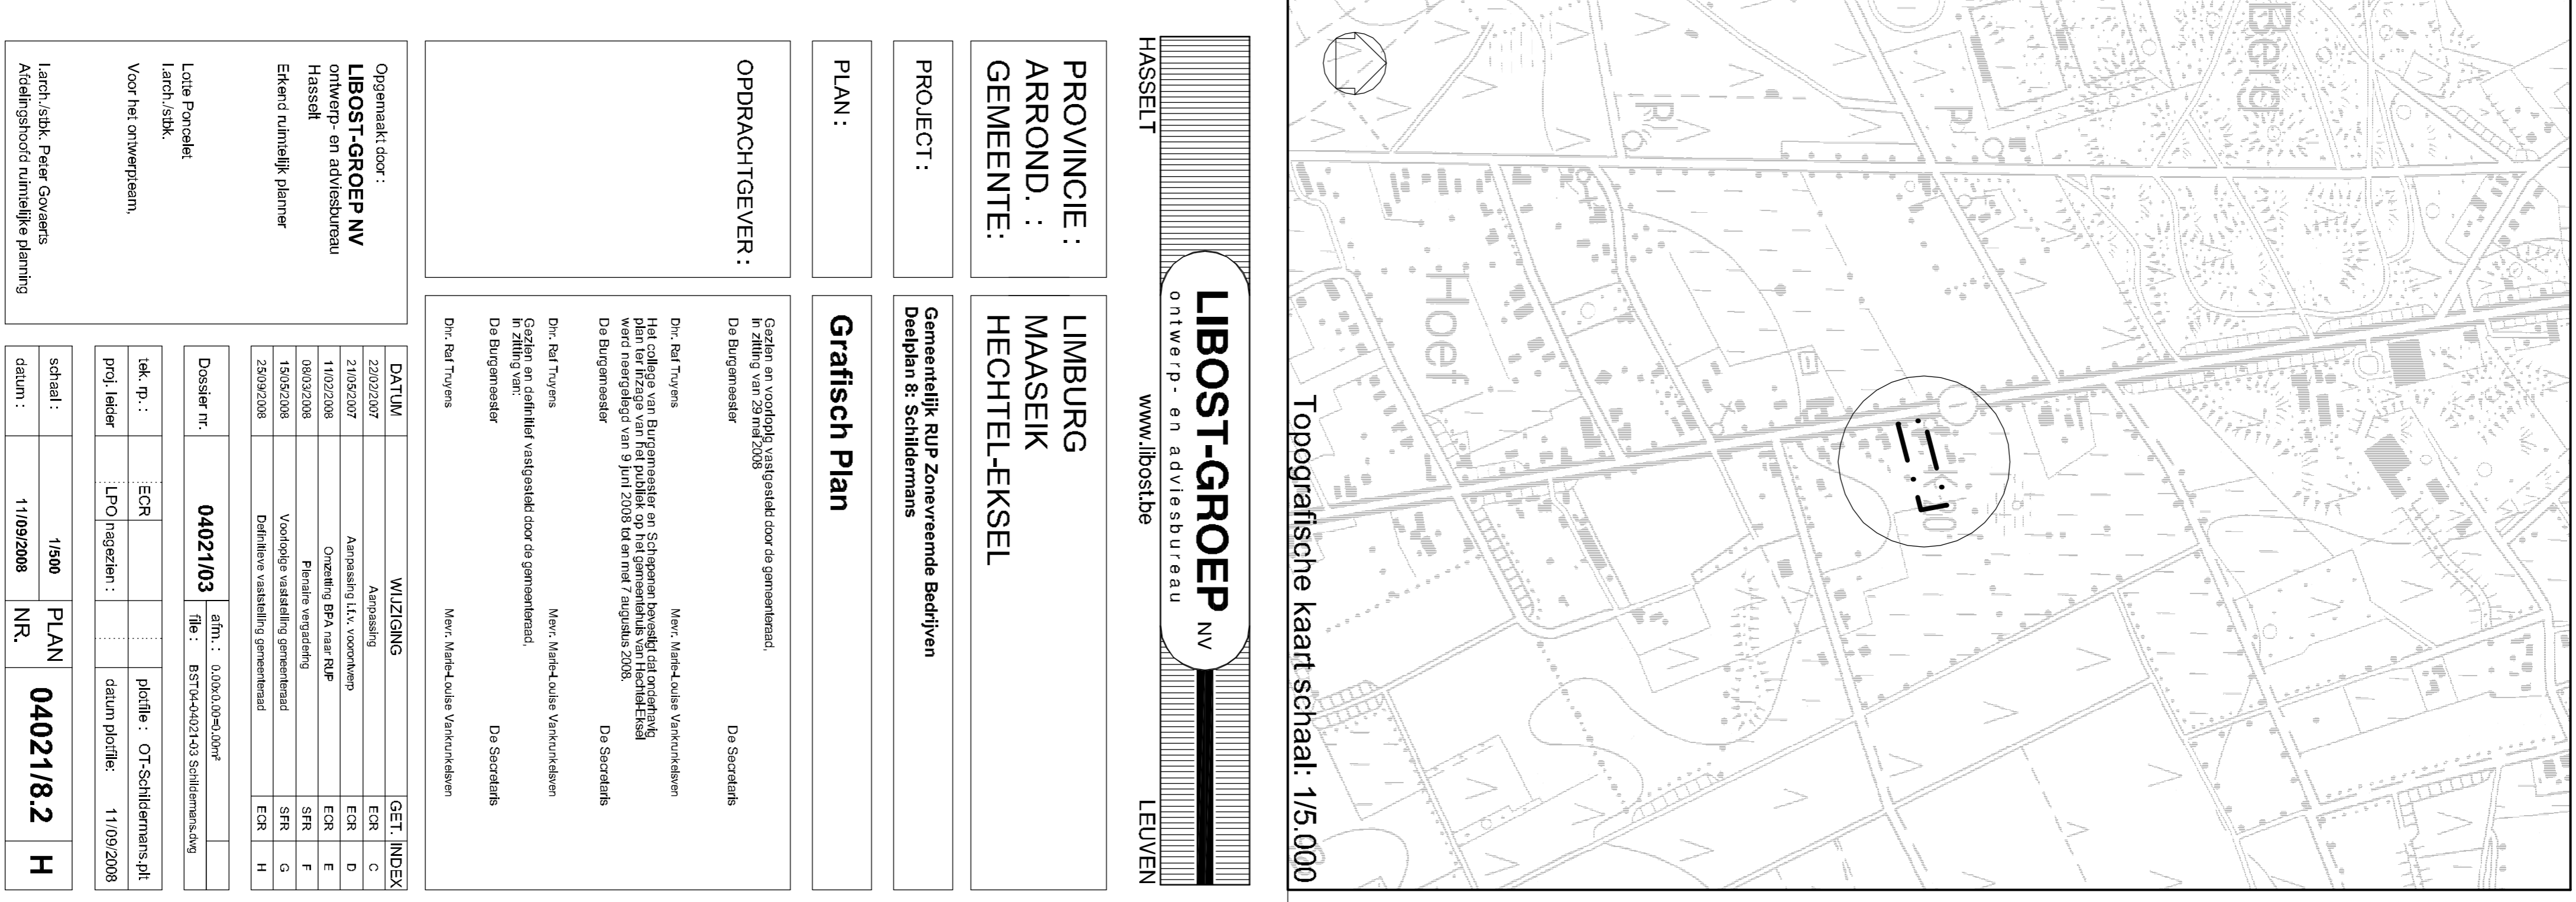 Berg
P
P
Hoef
Topografische kaart schaal: 1/5.000
LIBOST-GROEP NV
ontwerp- en adviesbureau
HASSELT
www.libost.be
LEUVEN
PROVINCIE :
LIMBURG
ARROND. :
MAASEIK
GEMEENTE:
HECHTEL-EKSEL
PROJECT :
Gemeentelijk RUP Zonevreemde Bedrijven
Deelplan 8: Schildermans
PLAN :
Grafisch Plan
OPDRACHTGEVER :
Gezien en voorlopig vastgesteld door de gemeenteraad,
in zitting van 29 mei 2008
De Burgemeester
De Secretaris
Dhr. Raf Truyens
Mevr. Marie-Louise Vankrunkelsven
Het college van Burgemeester en Schepenen bevestigt dat onderhavig
plan ter inzage van het publiek op het gemeentehuis van Hechtel-Eksel
werd neergelegd van 9 juni 2008 tot en met 7 augustus 2008.
De Burgemeester
De Secretaris
Dhr. Raf Truyens
Mevr. Marie-Louise Vankrunkelsven
Gezien en definitief vastgesteld door de gemeenteraad,
in zitting van:
De Burgemeester
De Secretaris
Dhr. Raf Truyens
Mevr. Marie-Louise Vankrunkelsven
Opgemaakt door :
LIBOST-GROEP NV
ontwerp- en adviesbureau
Hasselt
Erkend ruimtelijk planner
Lotte Poncelet
I.arch./stbk.
Voor het ontwerpteam,
I.arch./stbk. Peter Govaerts
Afdelingshoofd ruimtelijke planning
DATUM WIJZIGING GET. INDEX
22/02/2007 Aanpassing ECR C
21/05/2007 Aanpassing i.f.v. voorontwerp ECR D
11/02/2008 Omzetting BPA naar RUP ECR E
08/03/2008 Plenaire vergadering SFR F
15/05/2008 Voorlopige vaststelling gemeenteraad SFR G
25/09/2008 Definitieve vaststelling gemeenteraad ECR H
Dossier nr. 04021/03
afm. : 0.00x0.00=0.00m²
file : BST04-04021-03 Schildermans.dwg
tek. rp. : ECR
plotfile : OT-Schildermans.plt
proj. leider LPO nagezien :
datum plotfile: 11/09/2008
schaal : 1/500
datum : 11/09/2008
PLAN
NR.
04021/8.2
H